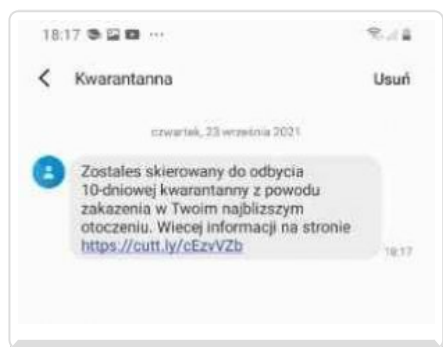 18:17
Kwarantanna
Usuń
czwartek, 23 września 2021
Zostales skierowany do odbycia
10-dniowej kwarantanny z powodu
zakazenia w Twoim najblizszym
otoczeniu. Wiecej informacji na stronie
https://cutt.ly/cEzvVZb
18:17